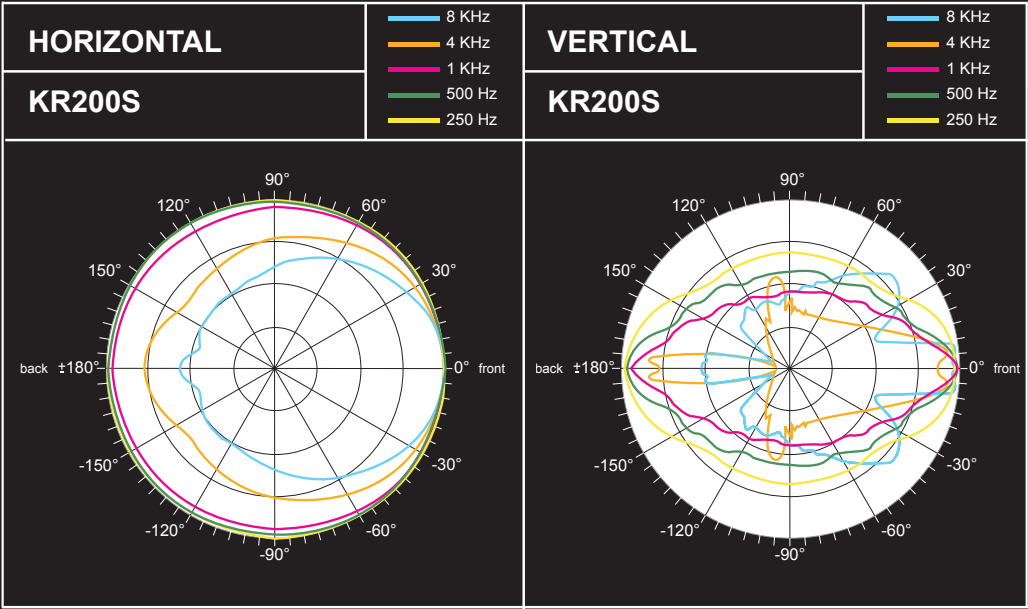 HORIZONTAL
KR200S
8 KHz
4 KHz
1 KHz
500 Hz
250 Hz
90°
120°
60°
150°
30°
back ±180°
0° front
-150°
-30°
-120°
-60°
-90°
VERTICAL
KR200S
8 KHz
4 KHz
1 KHz
500 Hz
250 Hz
90°
120°
60°
150°
30°
back ±180°
0° front
-150°
-30°
-120°
-60°
-90°